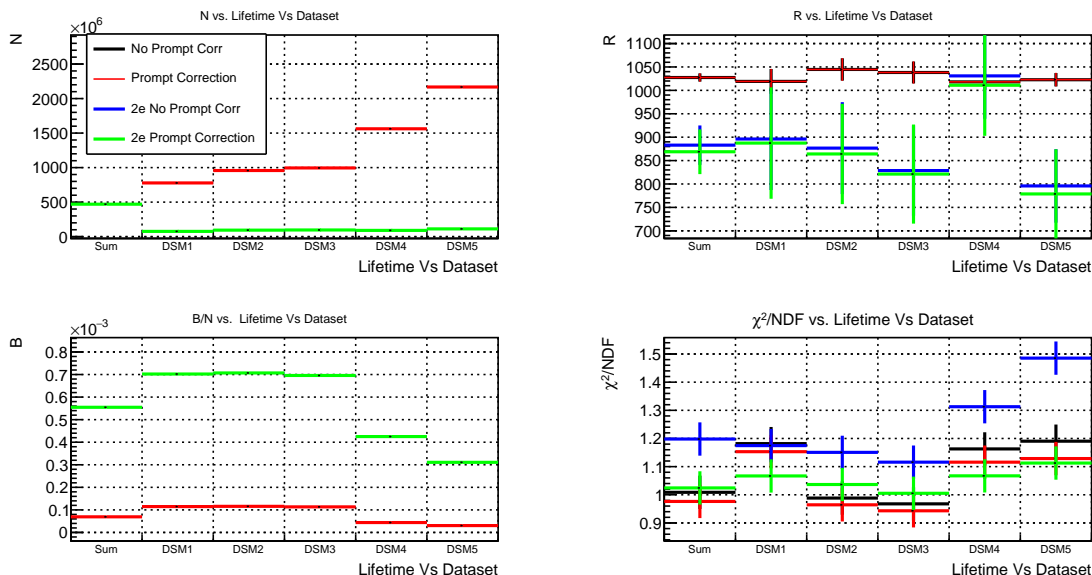 N vs. Lifetime Vs Dataset
×10⁶
N
No Prompt Corr
Prompt Correction
2e No Prompt Corr
2e Prompt Correction
2500
2000
1500
1000
500
0
Sum DSM1 DSM2 DSM3 DSM4 DSM5
Lifetime Vs Dataset
R vs. Lifetime Vs Dataset
R
1100
1050
1000
950
900
850
800
750
700
Sum DSM1 DSM2 DSM3 DSM4 DSM5
Lifetime Vs Dataset
B/N vs. Lifetime Vs Dataset
×10⁻³
B
0.8
0.7
0.6
0.5
0.4
0.3
0.2
0.1
0
Sum DSM1 DSM2 DSM3 DSM4 DSM5
Lifetime Vs Dataset
χ²/NDF vs. Lifetime Vs Dataset
χ²/NDF
1.5
1.4
1.3
1.2
1.1
1
0.9
Sum DSM1 DSM2 DSM3 DSM4 DSM5
Lifetime Vs Dataset